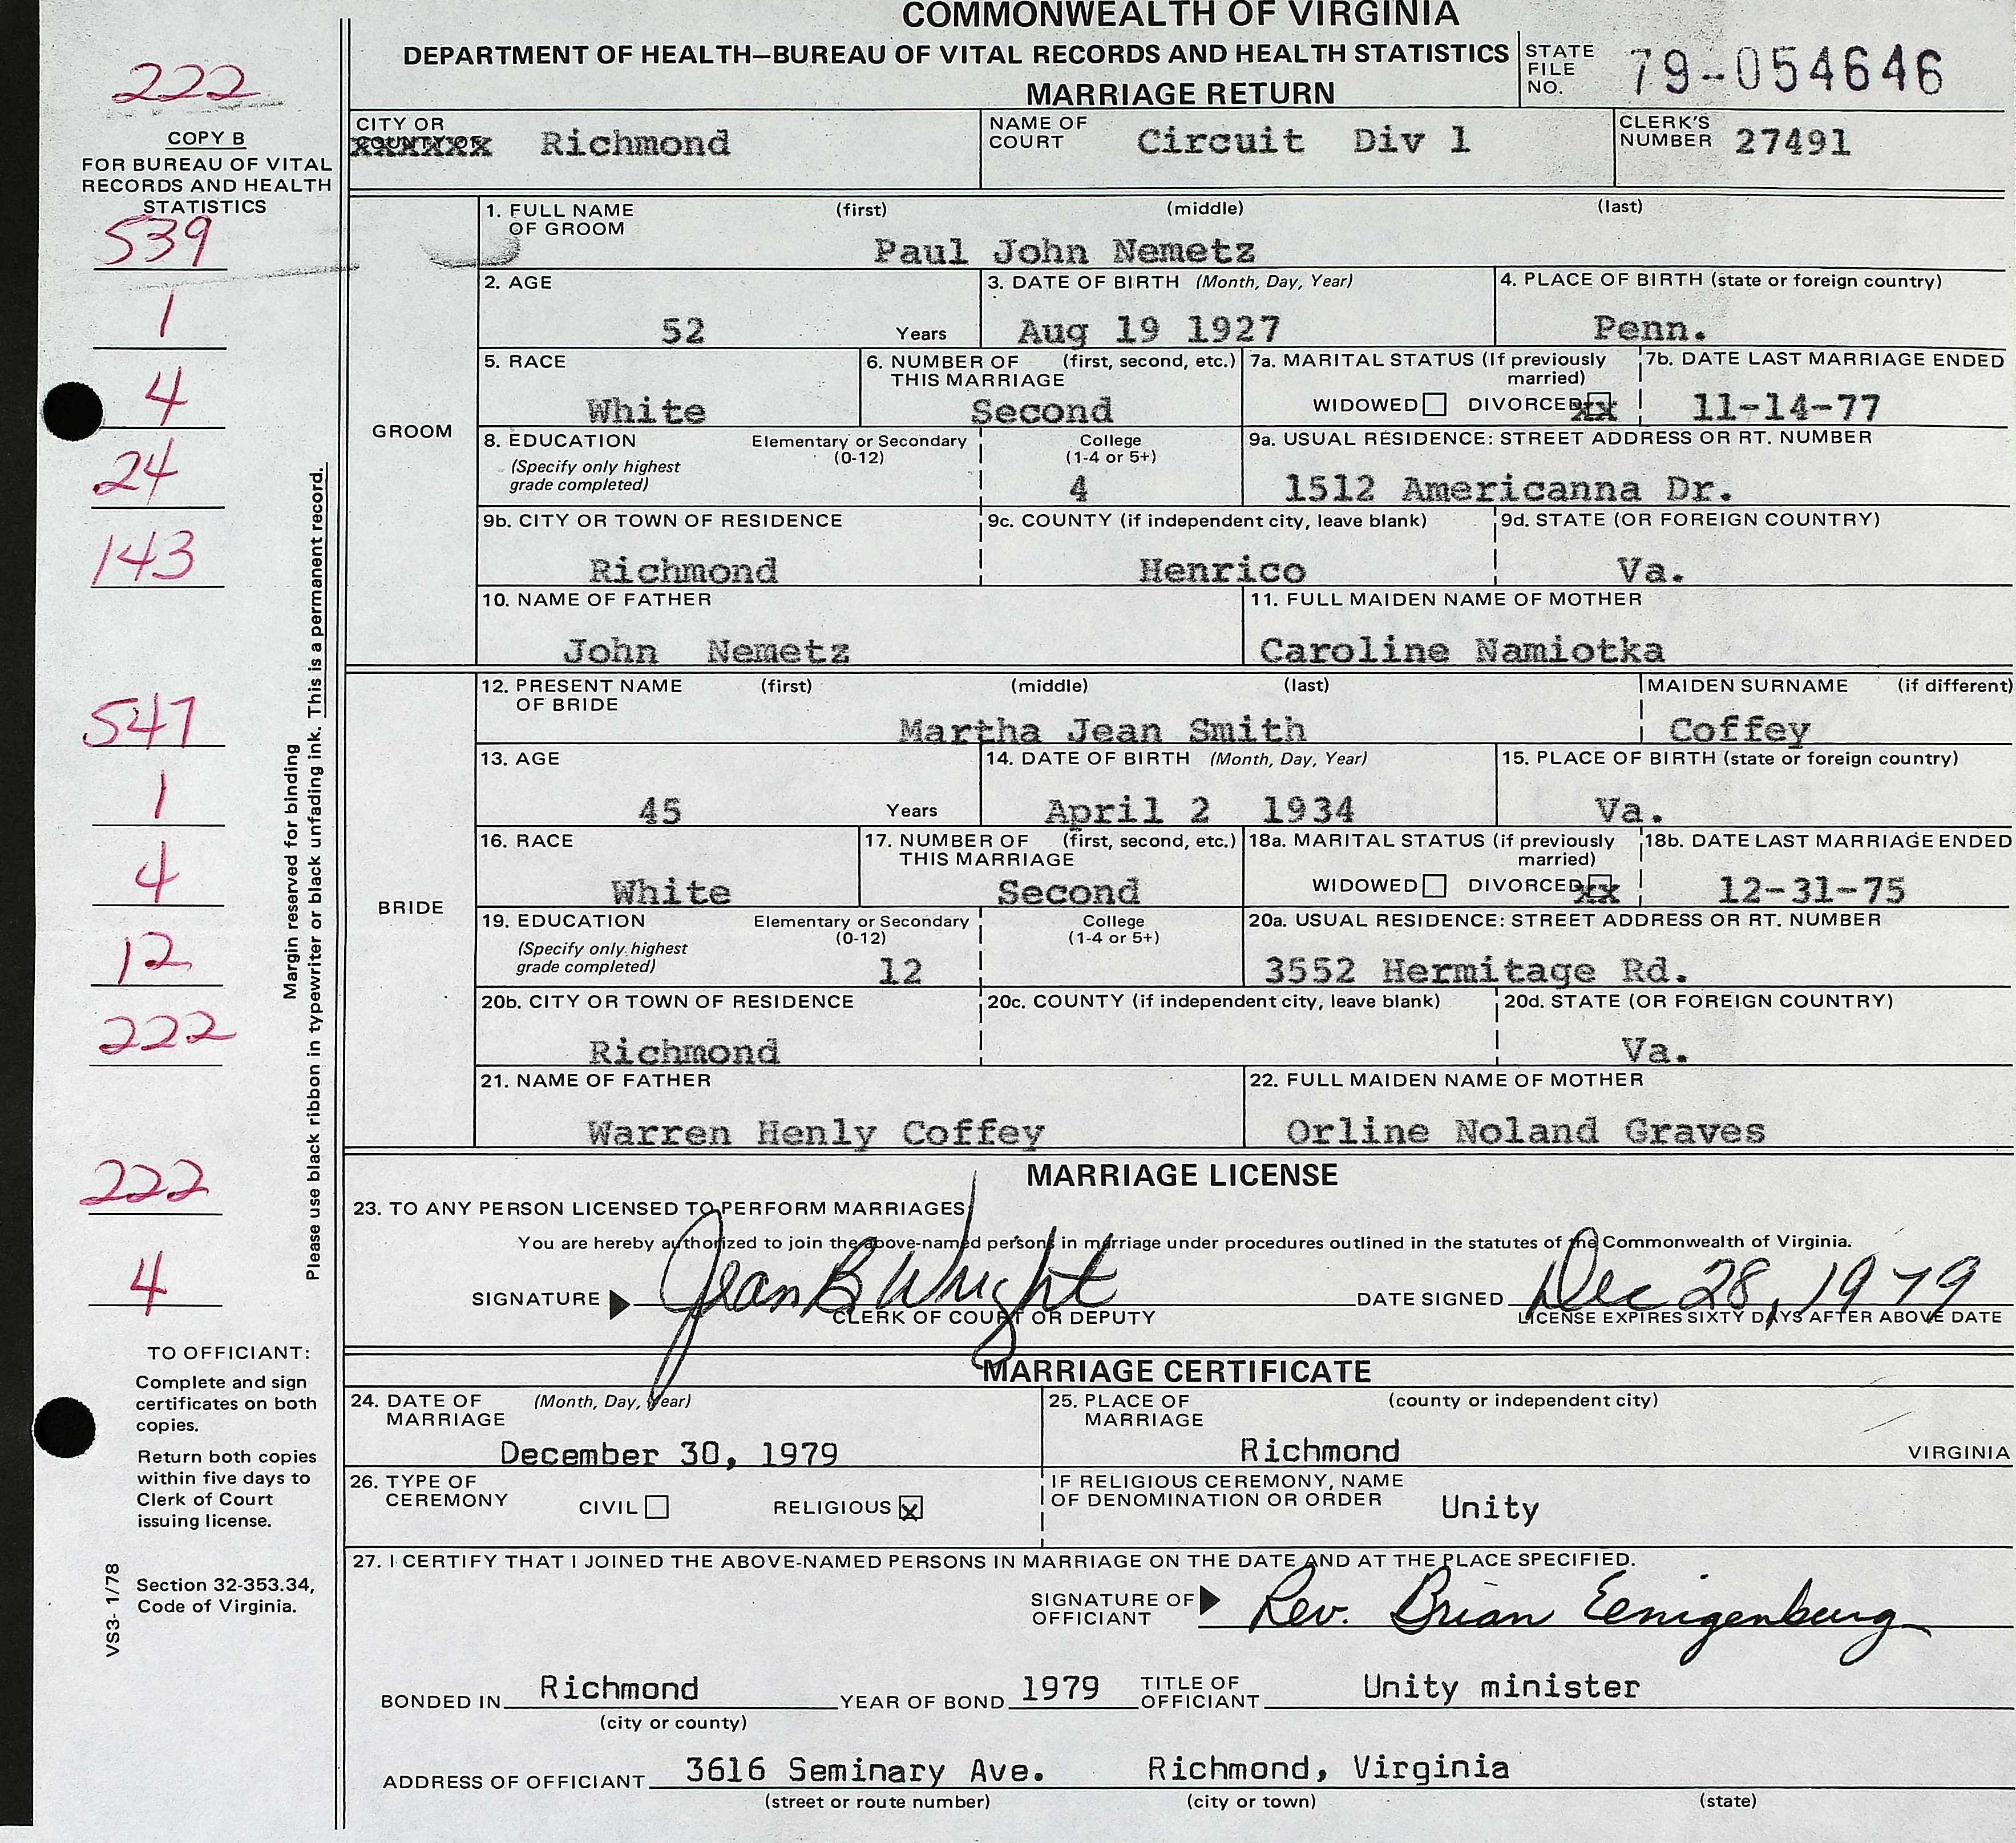 COMMONWEALTH OF VIRGINIA
DEPARTMENT OF HEALTH—BUREAU OF VITAL RECORDS AND HEALTH STATISTICS
MARRIAGE RETURN
STATE FILE NO. 79-054646
222
COPY B
FOR BUREAU OF VITAL
RECORDS AND HEALTH
STATISTICS
539
1
4
24
143
547
1
4
12
222
222
4
Margin reserved for binding
Please use black ribbon in typewriter or black unfading ink. This is a permanent record.
TO OFFICIANT:
Complete and sign
certificates on both
copies.
Return both copies
within five days to
Clerk of Court
issuing license.
Section 32-353.34,
Code of Virginia.
VS3- 1/78
CITY OR COUNTY OF xxxxxx Richmond
NAME OF COURT Circuit Div 1
CLERK'S NUMBER 27491
GROOM
1. FULL NAME OF GROOM (first) (middle) (last)
Paul John Nemetz
2. AGE 52 Years
3. DATE OF BIRTH (Month, Day, Year) Aug 19 1927
4. PLACE OF BIRTH (state or foreign country) Penn.
5. RACE White
6. NUMBER OF THIS MARRIAGE (first, second, etc.) Second
7a. MARITAL STATUS (If previously married) WIDOWED DIVORCED xx
7b. DATE LAST MARRIAGE ENDED 11-14-77
8. EDUCATION (Specify only highest grade completed) Elementary or Secondary (0-12) College (1-4 or 5+) 4
9a. USUAL RESIDENCE: STREET ADDRESS OR RT. NUMBER 1512 Americanna Dr.
9b. CITY OR TOWN OF RESIDENCE Richmond
9c. COUNTY (if independent city, leave blank) Henrico
9d. STATE (OR FOREIGN COUNTRY) Va.
10. NAME OF FATHER John Nemetz
11. FULL MAIDEN NAME OF MOTHER Caroline Namiotka
BRIDE
12. PRESENT NAME OF BRIDE (first) (middle) (last) Martha Jean Smith
MAIDEN SURNAME (if different) Coffey
13. AGE 45 Years
14. DATE OF BIRTH (Month, Day, Year) April 2 1934
15. PLACE OF BIRTH (state or foreign country) Va.
16. RACE White
17. NUMBER OF THIS MARRIAGE (first, second, etc.) Second
18a. MARITAL STATUS (if previously married) WIDOWED DIVORCED xx
18b. DATE LAST MARRIAGE ENDED 12-31-75
19. EDUCATION (Specify only highest grade completed) Elementary or Secondary (0-12) 12 College (1-4 or 5+)
20a. USUAL RESIDENCE: STREET ADDRESS OR RT. NUMBER 3552 Hermitage Rd.
20b. CITY OR TOWN OF RESIDENCE Richmond
20c. COUNTY (if independent city, leave blank)
20d. STATE (OR FOREIGN COUNTRY) Va.
21. NAME OF FATHER Warren Henly Coffey
22. FULL MAIDEN NAME OF MOTHER Orline Noland Graves
MARRIAGE LICENSE
23. TO ANY PERSON LICENSED TO PERFORM MARRIAGES
You are hereby authorized to join the above-named persons in marriage under procedures outlined in the statutes of the Commonwealth of Virginia.
SIGNATURE Jean B Wright DATE SIGNED Dec 28, 1979
CLERK OF COURT OR DEPUTY LICENSE EXPIRES SIXTY DAYS AFTER ABOVE DATE
MARRIAGE CERTIFICATE
24. DATE OF MARRIAGE (Month, Day, Year) December 30, 1979
25. PLACE OF MARRIAGE (county or independent city) Richmond VIRGINIA
26. TYPE OF CEREMONY CIVIL RELIGIOUS x
IF RELIGIOUS CEREMONY, NAME OF DENOMINATION OR ORDER Unity
27. I CERTIFY THAT I JOINED THE ABOVE-NAMED PERSONS IN MARRIAGE ON THE DATE AND AT THE PLACE SPECIFIED.
SIGNATURE OF OFFICIANT Rev. Brian Eenigenburg
BONDED IN Richmond YEAR OF BOND 1979 TITLE OF OFFICIANT Unity minister
(city or county)
ADDRESS OF OFFICIANT 3616 Seminary Ave. Richmond, Virginia
(street or route number) (city or town) (state)